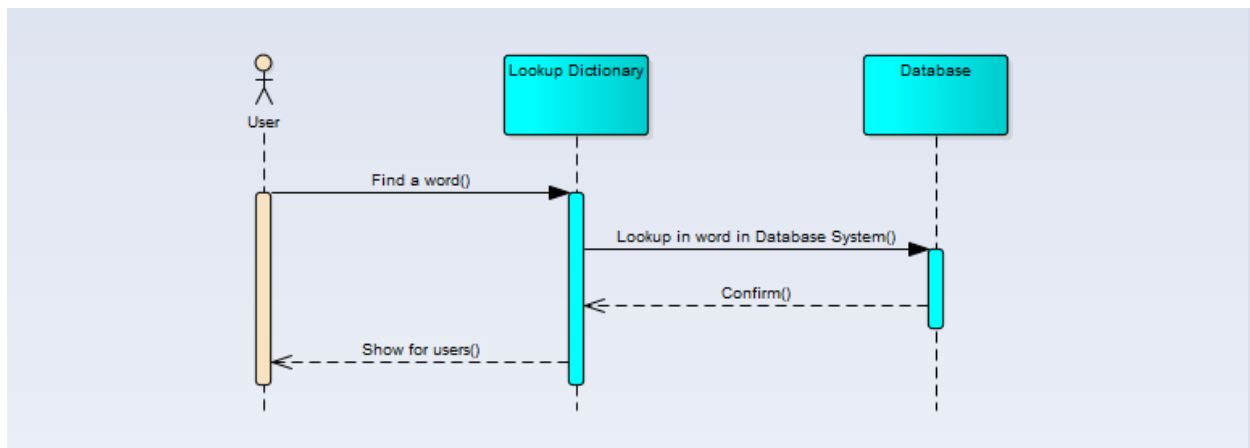 Lookup Dictionary
Database
User
Find a word()
Lookup in word in Database System()
Confirm()
Show for users()